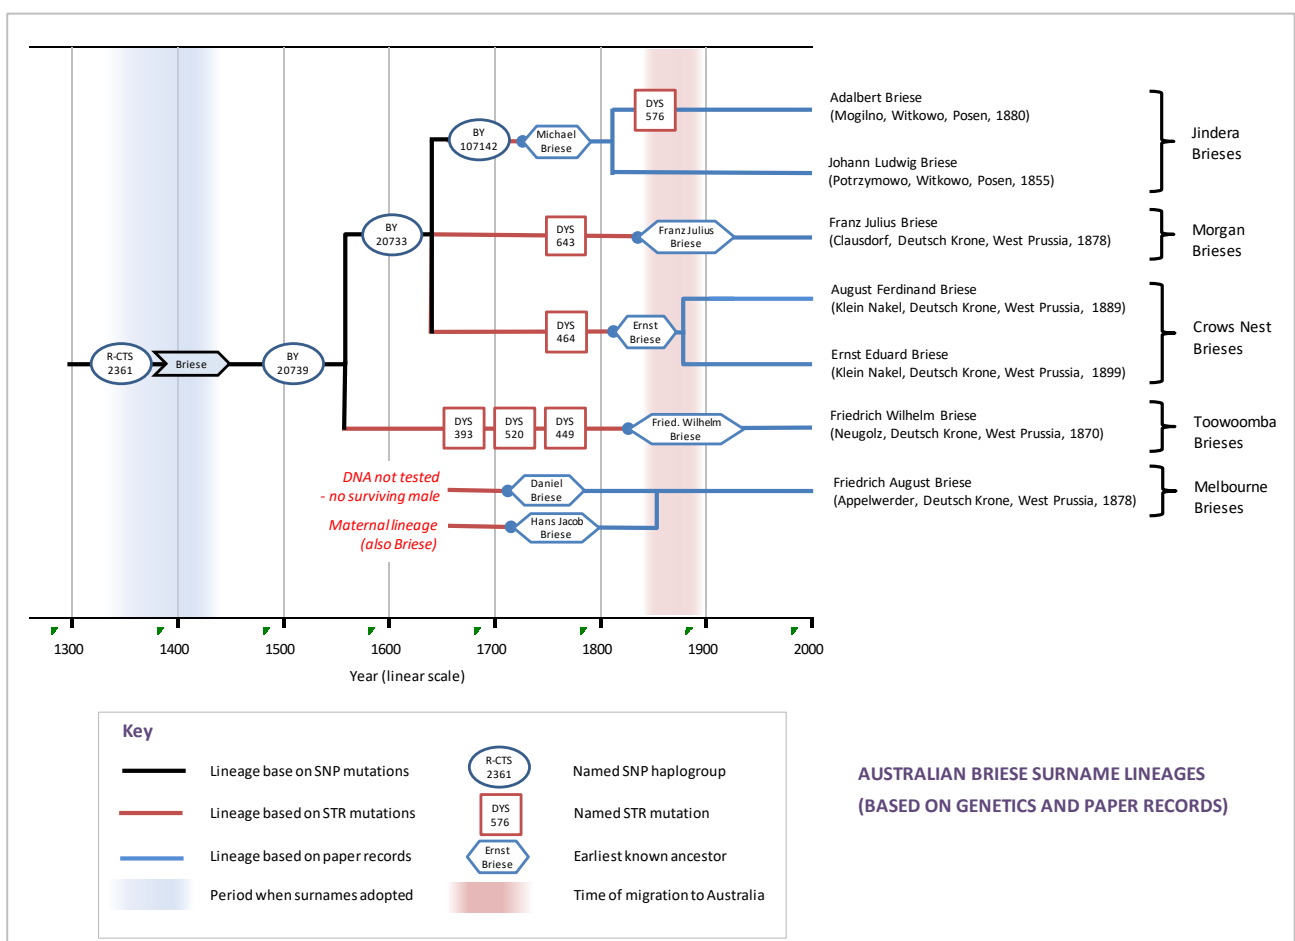 DYS
576
Adalbert Briese
(Mogilno, Witkowo, Posen, 1880)
BY
107142
Michael
Briese
Jindera
Brieses
Johann Ludwig Briese
(Potrzymowo, Witkowo, Posen, 1855)
BY
20733
DYS
643
Franz Julius
Briese
Franz Julius Briese
(Clausdorf, Deutsch Krone, West Prussia, 1878)
Morgan
Brieses
August Ferdinand Briese
(Klein Nakel, Deutsch Krone, West Prussia, 1889)
DYS
464
Ernst
Briese
Crows Nest
Brieses
R-CTS
2361
Briese
BY
20739
Ernst Eduard Briese
(Klein Nakel, Deutsch Krone, West Prussia, 1899)
DYS
393
DYS
520
DYS
449
Fried. Wilhelm
Briese
Friedrich Wilhelm Briese
(Neugolz, Deutsch Krone, West Prussia, 1870)
Toowoomba
Brieses
DNA not tested
- no surviving male
Daniel
Briese
Friedrich August Briese
(Appelwerder, Deutsch Krone, West Prussia, 1878)
Melbourne
Brieses
Maternal lineage
(also Briese)
Hans Jacob
Briese
1300 1400 1500 1600 1700 1800 1900 2000
Year (linear scale)
Key
Lineage base on SNP mutations
R-CTS
2361
Named SNP haplogroup
Lineage based on STR mutations
DYS
576
Named STR mutation
Lineage based on paper records
Ernst
Briese
Earliest known ancestor
Period when surnames adopted
Time of migration to Australia
AUSTRALIAN BRIESE SURNAME LINEAGES
(BASED ON GENETICS AND PAPER RECORDS)